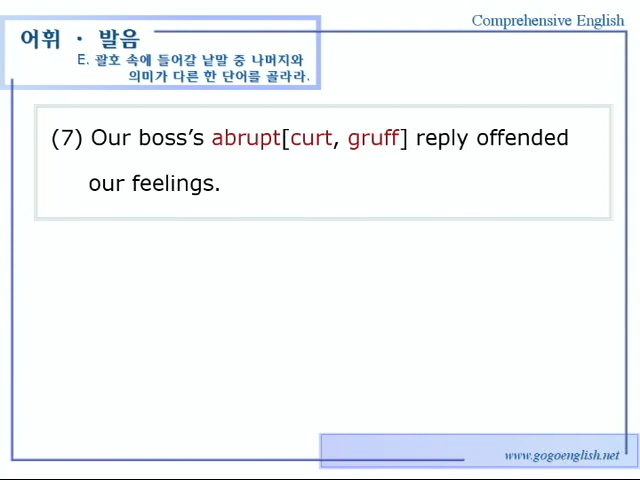 Comprehensive English
어휘 · 발음
E. 괄호 속에 들어갈 낱말 중 나머지와
의미가 다른 한 단어를 골라라.
(7) Our boss’s abrupt[curt, gruff] reply offended
our feelings.
www.gogoenglish.net